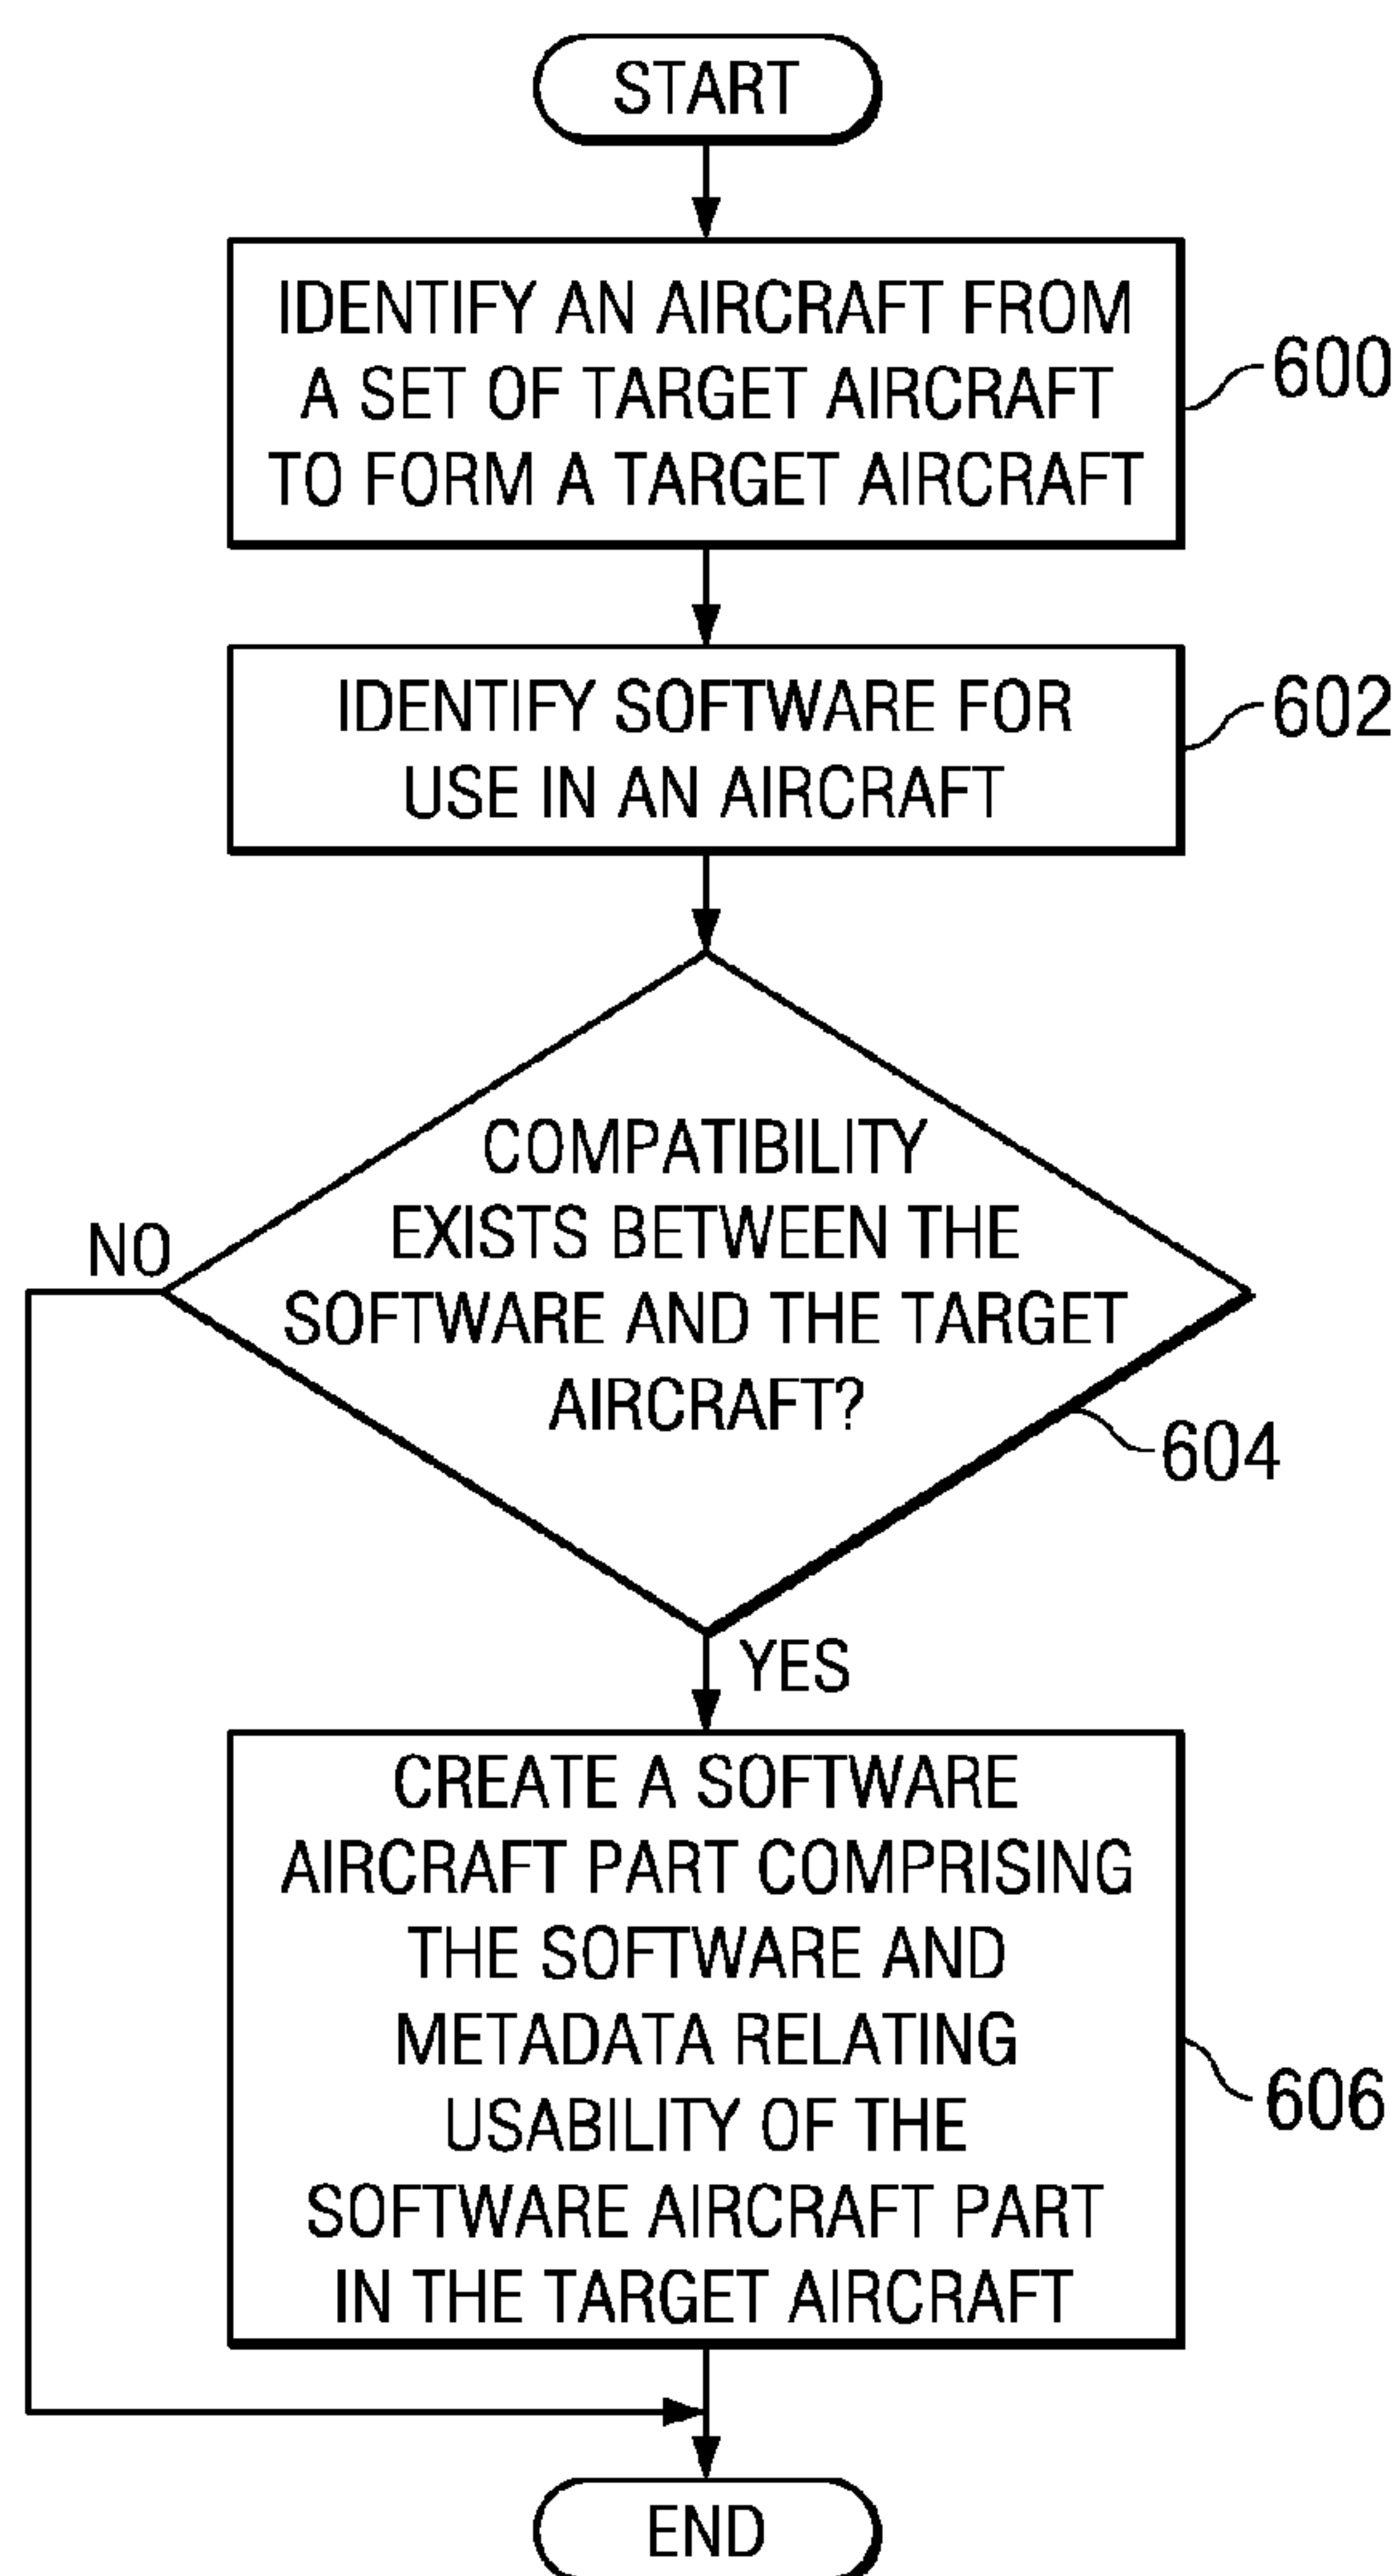 START
IDENTIFY AN AIRCRAFT FROM
A SET OF TARGET AIRCRAFT
TO FORM A TARGET AIRCRAFT
600
IDENTIFY SOFTWARE FOR
USE IN AN AIRCRAFT
602
COMPATIBILITY
EXISTS BETWEEN THE
SOFTWARE AND THE TARGET
AIRCRAFT?
NO
604
YES
CREATE A SOFTWARE
AIRCRAFT PART COMPRISING
THE SOFTWARE AND
METADATA RELATING
USABILITY OF THE
SOFTWARE AIRCRAFT PART
IN THE TARGET AIRCRAFT
606
END